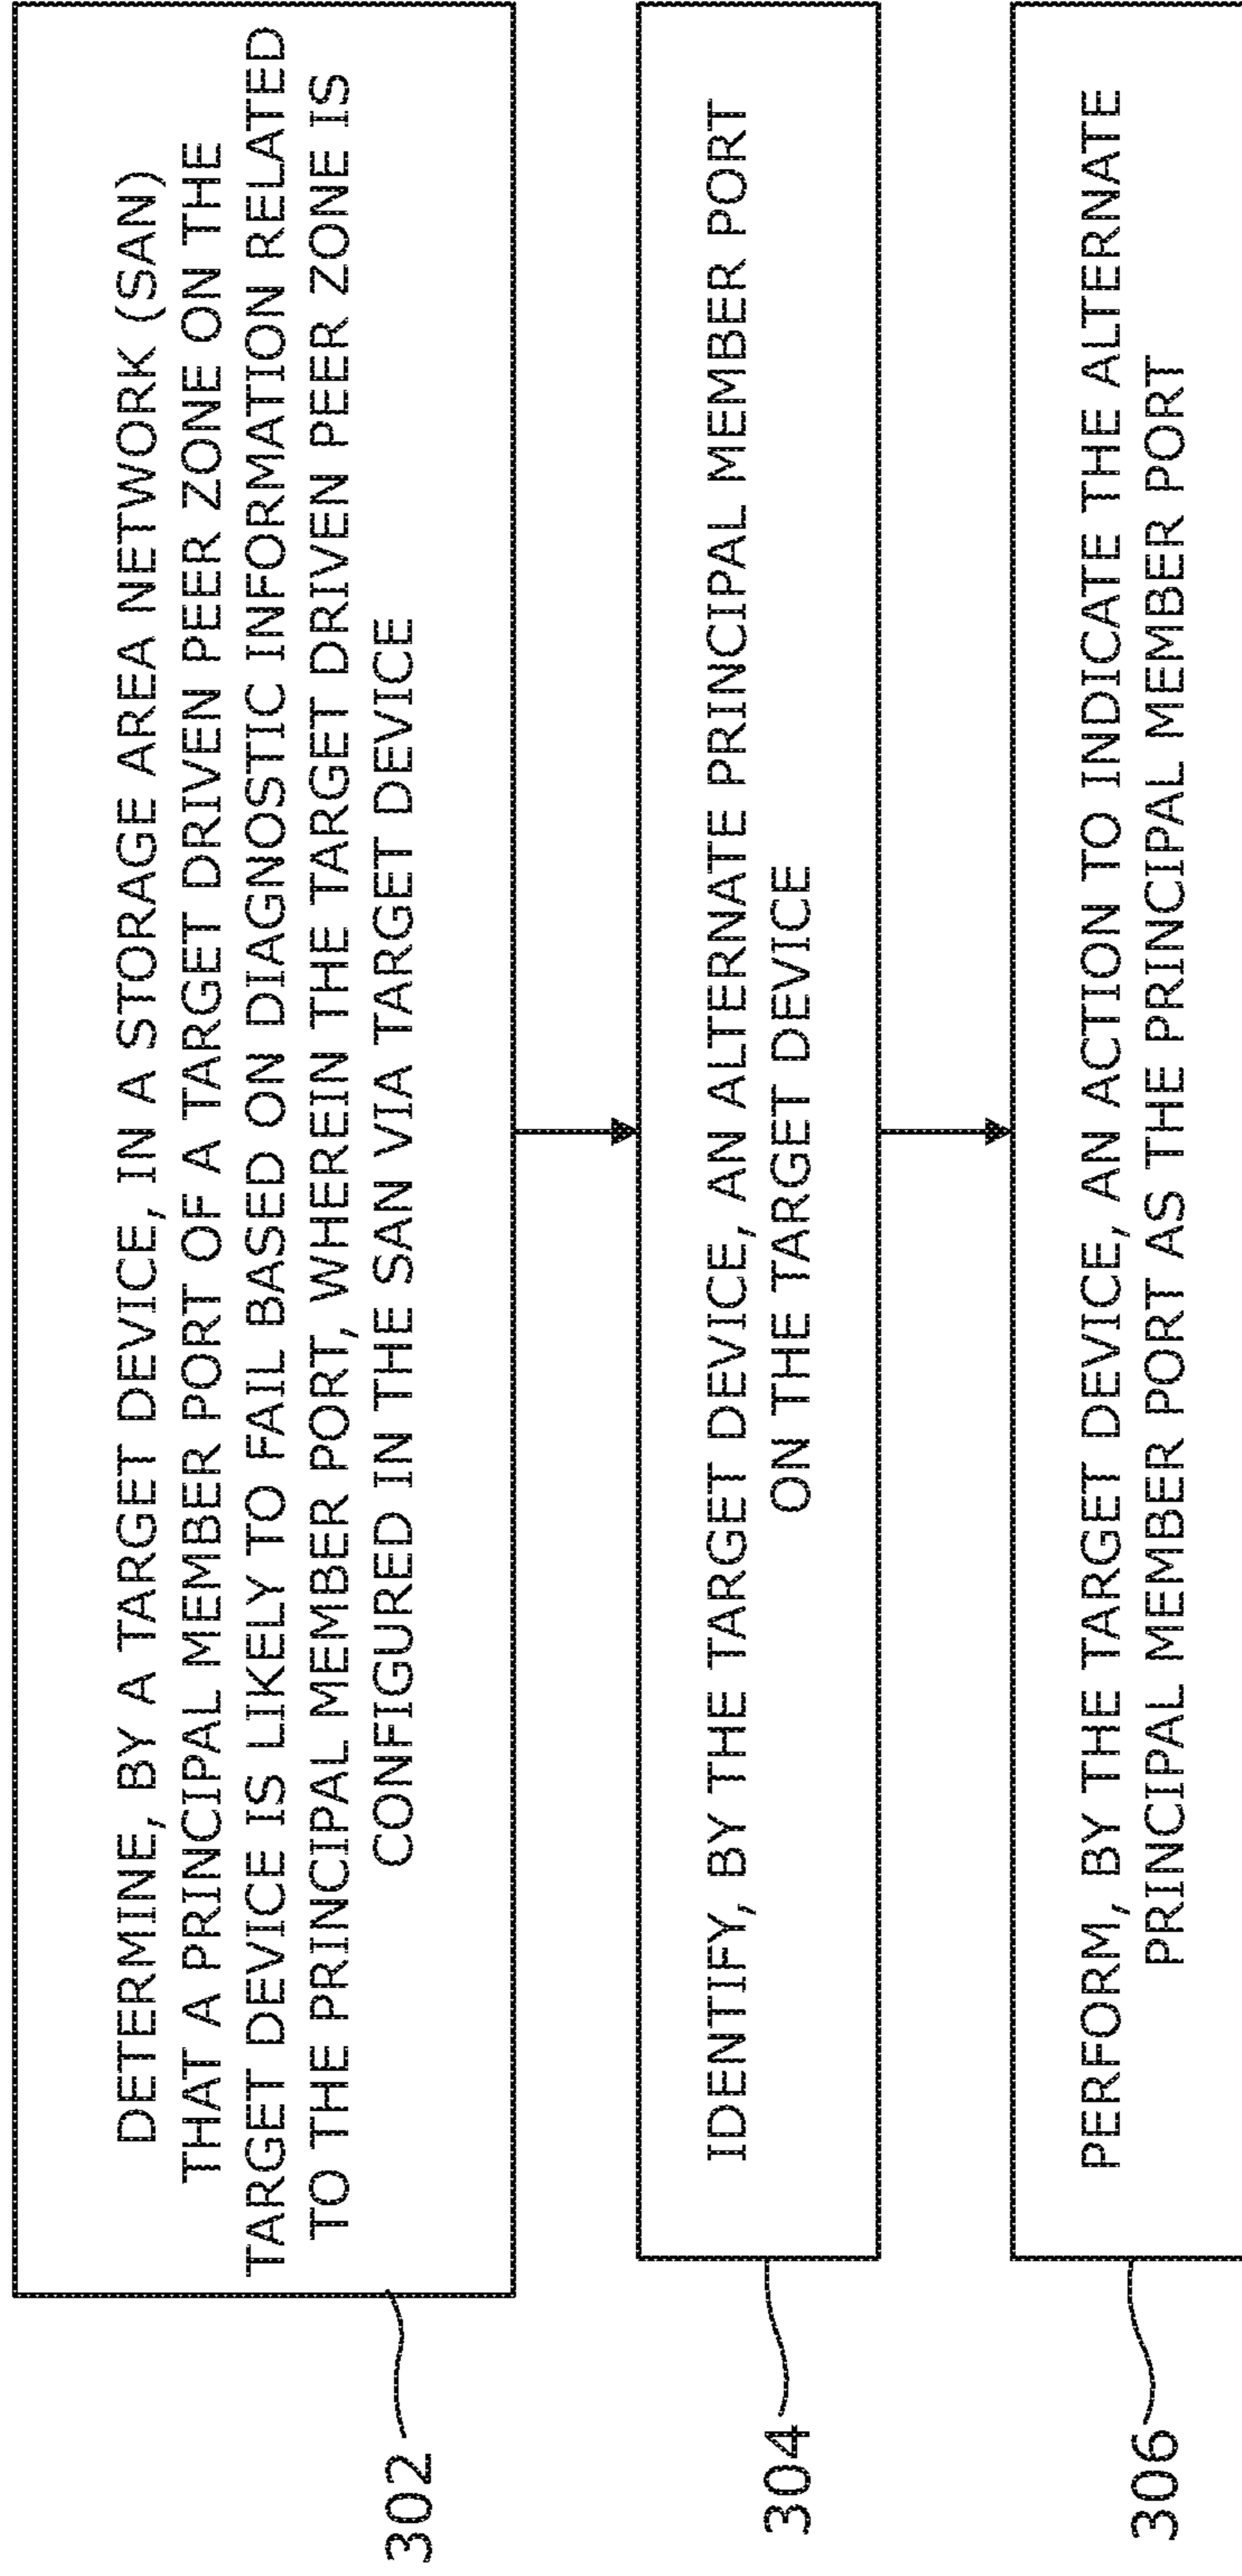 DETERMINE, BY A TARGET DEVICE, IN A STORAGE AREA NETWORK (SAN)
THAT A PRINCIPAL MEMBER PORT OF A TARGET DRIVEN PEER ZONE ON THE
TARGET DEVICE IS LIKELY TO FAIL BASED ON DIAGNOSTIC INFORMATION RELATED
TO THE PRINCIPAL MEMBER PORT, WHEREIN THE TARGET DRIVEN PEER ZONE IS
CONFIGURED IN THE SAN VIA TARGET DEVICE
302
IDENTIFY, BY THE TARGET DEVICE, AN ALTERNATE PRINCIPAL MEMBER PORT
ON THE TARGET DEVICE
304
PERFORM, BY THE TARGET DEVICE, AN ACTION TO INDICATE THE ALTERNATE
PRINCIPAL MEMBER PORT AS THE PRINCIPAL MEMBER PORT
306